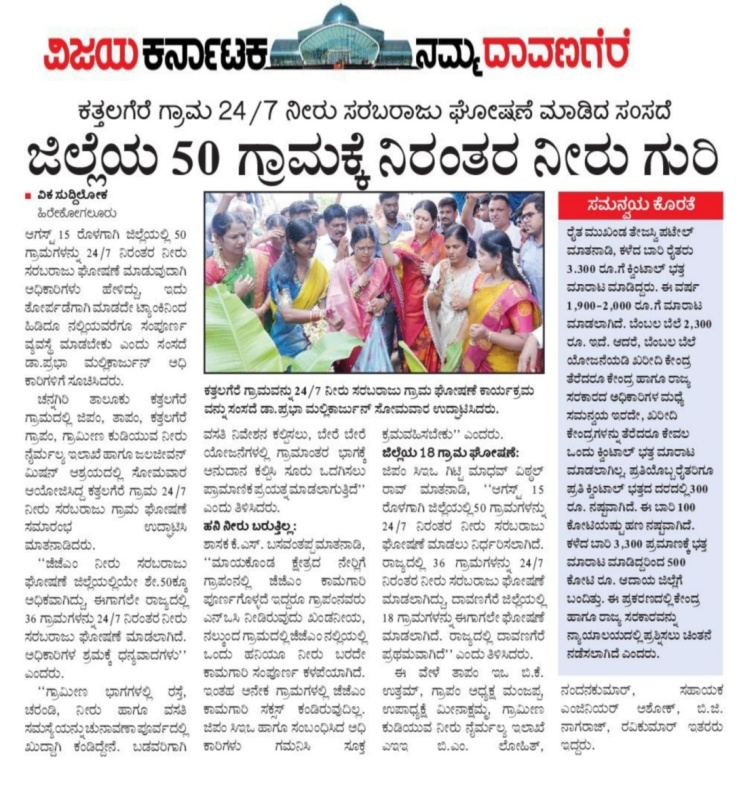 ವಿಜಯ ಕರ್ನಾಟಕ ನಮ್ಮ ದಾವಣಗೆರೆ
ಕತ್ತಲಗೆರೆ ಗ್ರಾಮ 24/7 ನೀರು ಸರಬರಾಜು ಘೋಷಣೆ ಮಾಡಿದ ಸಂಸದೆ
ಜಿಲ್ಲೆಯ 50 ಗ್ರಾಮಕ್ಕೆ ನಿರಂತರ ನೀರು ಗುರಿ
■ ವಿಕ ಸುದ್ದಿಲೋಕ
ಹಿರೇಕೋಗಲೂರು
ಆಗಸ್ಟ್ 15 ರೊಳಗಾಗಿ ಜಿಲ್ಲೆಯಲ್ಲಿ 50
ಗ್ರಾಮಗಳನ್ನು 24/7 ನಿರಂತರ ನೀರು
ಸರಬರಾಜು ಘೋಷಣೆ ಮಾಡುವುದಾಗಿ
ಅಧಿಕಾರಿಗಳು ಹೇಳಿದ್ದು, ಇದು
ತೋರ್ಪಡೆಗಾಗಿ ಮಾಡದೇ ಟ್ಯಾಂಕಿನಿಂದ
ಹಿಡಿದೂ ನಲ್ಲಿಯವರೆಗೂ ಸಂಪೂರ್ಣ
ವ್ಯವಸ್ಥೆ ಮಾಡಬೇಕು ಎಂದು ಸಂಸದೆ
ಡಾ.ಪ್ರಭಾ ಮಲ್ಲಿಕಾರ್ಜುನ್ ಅಧಿ
ಕಾರಿಗಳಿಗೆ ಸೂಚಿಸಿದರು.
ಚನ್ನಗಿರಿ ತಾಲೂಕು ಕತ್ತಲಗೆರೆ
ಗ್ರಾಮದಲ್ಲಿ ಜಿಪಂ, ತಾಪಂ, ಕತ್ತಲಗೆರೆ
ಗ್ರಾಪಂ, ಗ್ರಾಮೀಣ ಕುಡಿಯುವ ನೀರು
ನೈರ್ಮಲ್ಯ ಇಲಾಖೆ ಹಾಗೂ ಜಲಜೀವನ್
ಮಿಷನ್ ಆಶ್ರಯದಲ್ಲಿ ಸೋಮವಾರ
ಆಯೋಜಿಸಿದ್ದ ಕತ್ತಲಗೆರೆ ಗ್ರಾಮ 24/7
ನೀರು ಸರಬರಾಜು ಗ್ರಾಮ ಘೋಷಣೆ
ಸಮಾರಂಭ ಉದ್ಘಾಟಿಸಿ
ಮಾತನಾಡಿದರು.
''ಜೆಜೆಎಂ ನೀರು ಸರಬರಾಜು
ಘೋಷಣೆ ಜಿಲ್ಲೆಯಲ್ಲಿಯೇ ಶೇ.50ಕ್ಕೂ
ಅಧಿಕವಾಗಿದ್ದು, ಈಗಾಗಲೇ ರಾಜ್ಯದಲ್ಲಿ
36 ಗ್ರಾಮಗಳನ್ನು 24/7 ನಿರಂತರ ನೀರು
ಸರಬರಾಜು ಘೋಷಣೆ ಮಾಡಲಾಗಿದೆ.
ಅಧಿಕಾರಿಗಳ ಶ್ರಮಕ್ಕೆ ಧನ್ಯವಾದಗಳು''
ಎಂದರು.
''ಗ್ರಾಮೀಣ ಭಾಗಗಳಲ್ಲಿ ರಸ್ತೆ,
ಚರಂಡಿ, ನೀರು ಹಾಗೂ ವಸತಿ
ಸಮಸ್ಯೆಯನ್ನು ಚುನಾವಣಾ ಪೂರ್ವದಲ್ಲಿ
ಖುದ್ದಾಗಿ ಕಂಡಿದ್ದೇನೆ. ಬಡವರಿಗಾಗಿ
ಕತ್ತಲಗೆರೆ ಗ್ರಾಮವನ್ನು 24/7 ನೀರು ಸರಬರಾಜು ಗ್ರಾಮ ಘೋಷಣೆ ಕಾರ್ಯಕ್ರಮ
ವನ್ನು ಸಂಸದೆ ಡಾ.ಪ್ರಭಾ ಮಲ್ಲಿಕಾರ್ಜುನ್ ಸೋಮವಾರ ಉದ್ಘಾಟಿಸಿದರು.
ವಸತಿ ನಿವೇಶನ ಕಲ್ಪಿಸಲು, ಬೇರೆ ಬೇರೆ
ಯೋಜನೆಗಳಲ್ಲಿ ಗ್ರಾಮಾಂತರ ಭಾಗಕ್ಕೆ
ಅನುದಾನ ಕಲ್ಪಿಸಿ ಸೂರು ಒದಗಿಸಲು
ಪ್ರಾಮಾಣಿಕ ಪ್ರಯತ್ನ ಮಾಡಲಾಗುತ್ತಿದೆ''
ಎಂದು ತಿಳಿಸಿದರು.
ಹನಿ ನೀರು ಬರುತ್ತಿಲ್ಲ:
ಶಾಸಕ ಕೆ.ಎಸ್. ಬಸವಂತಪ್ಪ ಮಾತನಾಡಿ,
''ಮಾಯಕೊಂಡ ಕ್ಷೇತ್ರದ ನೇರ್ಲಿಗೆ
ಗ್ರಾಪಂನಲ್ಲಿ ಜೆಜೆಎಂ ಕಾಮಗಾರಿ
ಪೂರ್ಣಗೊಳ್ಳದೆ ಇದ್ದರೂ ಗ್ರಾಪಂನವರು
ಎನ್‌ಒಸಿ ನೀಡಿರುವುದು ಖಂಡನೀಯ,
ನಲ್ಕುಂದ ಗ್ರಾಮದಲ್ಲಿ ಜೆಜೆಎಂ ನಲ್ಲಿಯಲ್ಲಿ
ಒಂದು ಹನಿಯೂ ನೀರು ಬರದೇ
ಕಾಮಗಾರಿ ಸಂಪೂರ್ಣ ಕಳಪೆಯಾಗಿದೆ.
ಇಂತಹ ಅನೇಕ ಗ್ರಾಮಗಳಲ್ಲಿ ಜೆಜೆಎಂ
ಕಾಮಗಾರಿ ಸಕ್ಸಸ್ ಕಂಡಿರುವುದಿಲ್ಲ.
ಜಿಪಂ ಸಿಇಒ ಹಾಗೂ ಸಂಬಂಧಿಸಿದ ಅಧಿ
ಕಾರಿಗಳು ಗಮನಿಸಿ ಸೂಕ್ತ
ಕ್ರಮವಹಿಸಬೇಕು'' ಎಂದರು.
ಜಿಲ್ಲೆಯ 18 ಗ್ರಾಮ ಘೋಷಣೆ:
ಜಿಪಂ ಸಿಇಒ ಗಿಟ್ಟೆ ಮಾಧವ್ ವಿಠ್ಠಲ್
ರಾವ್ ಮಾತನಾಡಿ, ''ಆಗಸ್ಟ್ 15
ರೊಳಗಾಗಿ ಜಿಲ್ಲೆಯಲ್ಲಿ 50 ಗ್ರಾಮಗಳನ್ನು
24/7 ನಿರಂತರ ನೀರು ಸರಬರಾಜು
ಘೋಷಣೆ ಮಾಡಲು ನಿರ್ಧರಿಸಲಾಗಿದೆ.
ರಾಜ್ಯದಲ್ಲಿ 36 ಗ್ರಾಮಗಳನ್ನು 24/7
ನಿರಂತರ ನೀರು ಸರಬರಾಜು ಘೋಷಣೆ
ಮಾಡಲಾಗಿದ್ದು, ದಾವಣಗೆರೆ ಜಿಲ್ಲೆಯಲ್ಲಿ
18 ಗ್ರಾಮಗಳನ್ನು ಈಗಾಗಲೇ ಘೋಷಣೆ
ಮಾಡಲಾಗಿದೆ. ರಾಜ್ಯದಲ್ಲಿ ದಾವಣಗೆರೆ
ಪ್ರಥಮವಾಗಿದೆ'' ಎಂದು ತಿಳಿಸಿದರು.
ಈ ವೇಳೆ ತಾಪಂ ಇಒ ಬಿ.ಕೆ.
ಉತ್ತಮ್, ಗ್ರಾಪಂ ಅಧ್ಯಕ್ಷ ಮಂಜಪ್ಪ,
ಉಪಾಧ್ಯಕ್ಷೆ ಮೀನಾಕ್ಷಮ್ಮ, ಗ್ರಾಮೀಣ
ಕುಡಿಯುವ ನೀರು ನೈರ್ಮಲ್ಯ ಇಲಾಖೆ
ಎಇಇ ಬಿ.ಎಂ. ಲೋಹಿತ್,
ಸಮನ್ವಯ ಕೊರತೆ
ರೈತ ಮುಖಂಡ ತೇಜಸ್ವಿ ಪಟೇಲ್
ಮಾತನಾಡಿ, ಕಳೆದ ಬಾರಿ ರೈತರು
3.300 ರೂ.ಗೆ ಕ್ವಿಂಟಾಲ್ ಭತ್ತ
ಮಾರಾಟ ಮಾಡಿದ್ದರು. ಈ ವರ್ಷ
1,900-2,000 ರೂ.ಗೆ ಮಾರಾಟ
ಮಾಡಲಾಗಿದೆ. ಬೆಂಬಲ ಬೆಲೆ 2,300
ರೂ. ಇದೆ. ಆದರೆ, ಬೆಂಬಲ ಬೆಲೆ
ಯೋಜನೆಯಡಿ ಖರೀದಿ ಕೇಂದ್ರ
ತೆರೆದರೂ ಕೇಂದ್ರ ಹಾಗೂ ರಾಜ್ಯ
ಸರಕಾರದ ಅಧಿಕಾರಿಗಳ ಮಧ್ಯೆ
ಸಮನ್ವಯ ಇರದೇ, ಖರೀದಿ
ಕೇಂದ್ರಗಳನ್ನು ತೆರೆದರೂ ಕೇವಲ
ಒಂದು ಕ್ವಿಂಟಾಲ್ ಭತ್ತ ಮಾರಾಟ
ಮಾಡಲಾಗಿಲ್ಲ. ಪ್ರತಿಯೊಬ್ಬ ರೈತರಿಗೂ
ಪ್ರತಿ ಕ್ವಿಂಟಾಲ್ ಭತ್ತದ ದರದಲ್ಲಿ 300
ರೂ. ನಷ್ಟವಾಗಿದೆ. ಈ ಬಾರಿ 100
ಕೋಟಿಯಷ್ಟು ಹಣ ನಷ್ಟವಾಗಿದೆ.
ಕಳೆದ ಬಾರಿ 3,300 ಪ್ರಮಾಣಕ್ಕೆ ಭತ್ತ
ಮಾರಾಟ ಮಾಡಿದ್ದರಿಂದ 500
ಕೋಟಿ ರೂ. ಆದಾಯ ಜಿಲ್ಲೆಗೆ
ಬಂದಿತ್ತು. ಈ ಪ್ರಕರಣದಲ್ಲಿ ಕೇಂದ್ರ
ಹಾಗೂ ರಾಜ್ಯ ಸರಕಾರವನ್ನು
ನ್ಯಾಯಾಲಯದಲ್ಲಿ ಪ್ರಶ್ನಿಸಲು ಚಿಂತನೆ
ನಡೆಸಲಾಗಿದೆ ಎಂದರು.
ನಂದನಕುಮಾರ್, ಸಹಾಯಕ
ಎಂಜಿನಿಯರ್ ಅಶೋಕ್, ಬಿ.ಜಿ.
ನಾಗರಾಜ್, ರವಿಕುಮಾರ್ ಇತರರು
ಇದ್ದರು.